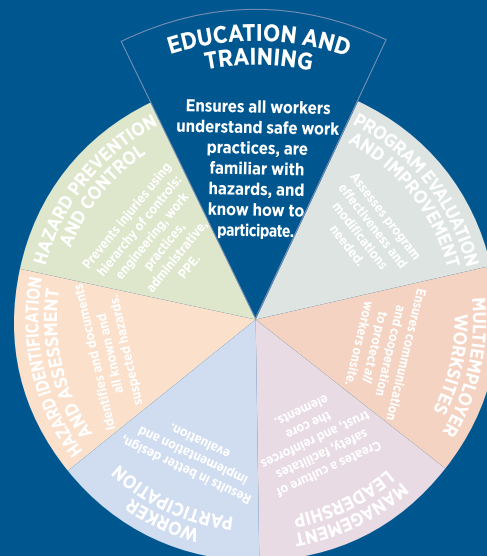 EDUCATION AND
TRAINING
Ensures all workers
understand safe work
practices, are
familiar with
hazards, and
know how to
participate.
PROGRAM EVALUATION
AND IMPROVEMENT
Assesses program
effectiveness and
modifications
needed.
MULTIEMPLOYER
WORKSITES
Ensures communication
and cooperation
to protect all
workers onsite.
MANAGEMENT
LEADERSHIP
Creates a culture of
safety, facilitates
trust, and reinforces
the core
elements.
WORKER
PARTICIPATION
Results in better design,
implementation and
evaluation.
HAZARD IDENTIFICATION
AND ASSESSMENT
Identifies and documents
all known and
suspected hazards.
HAZARD PREVENTION
AND CONTROL
Prevents injuries using
hierarchy of controls:
engineering, work
practices,
administrative,
PPE.